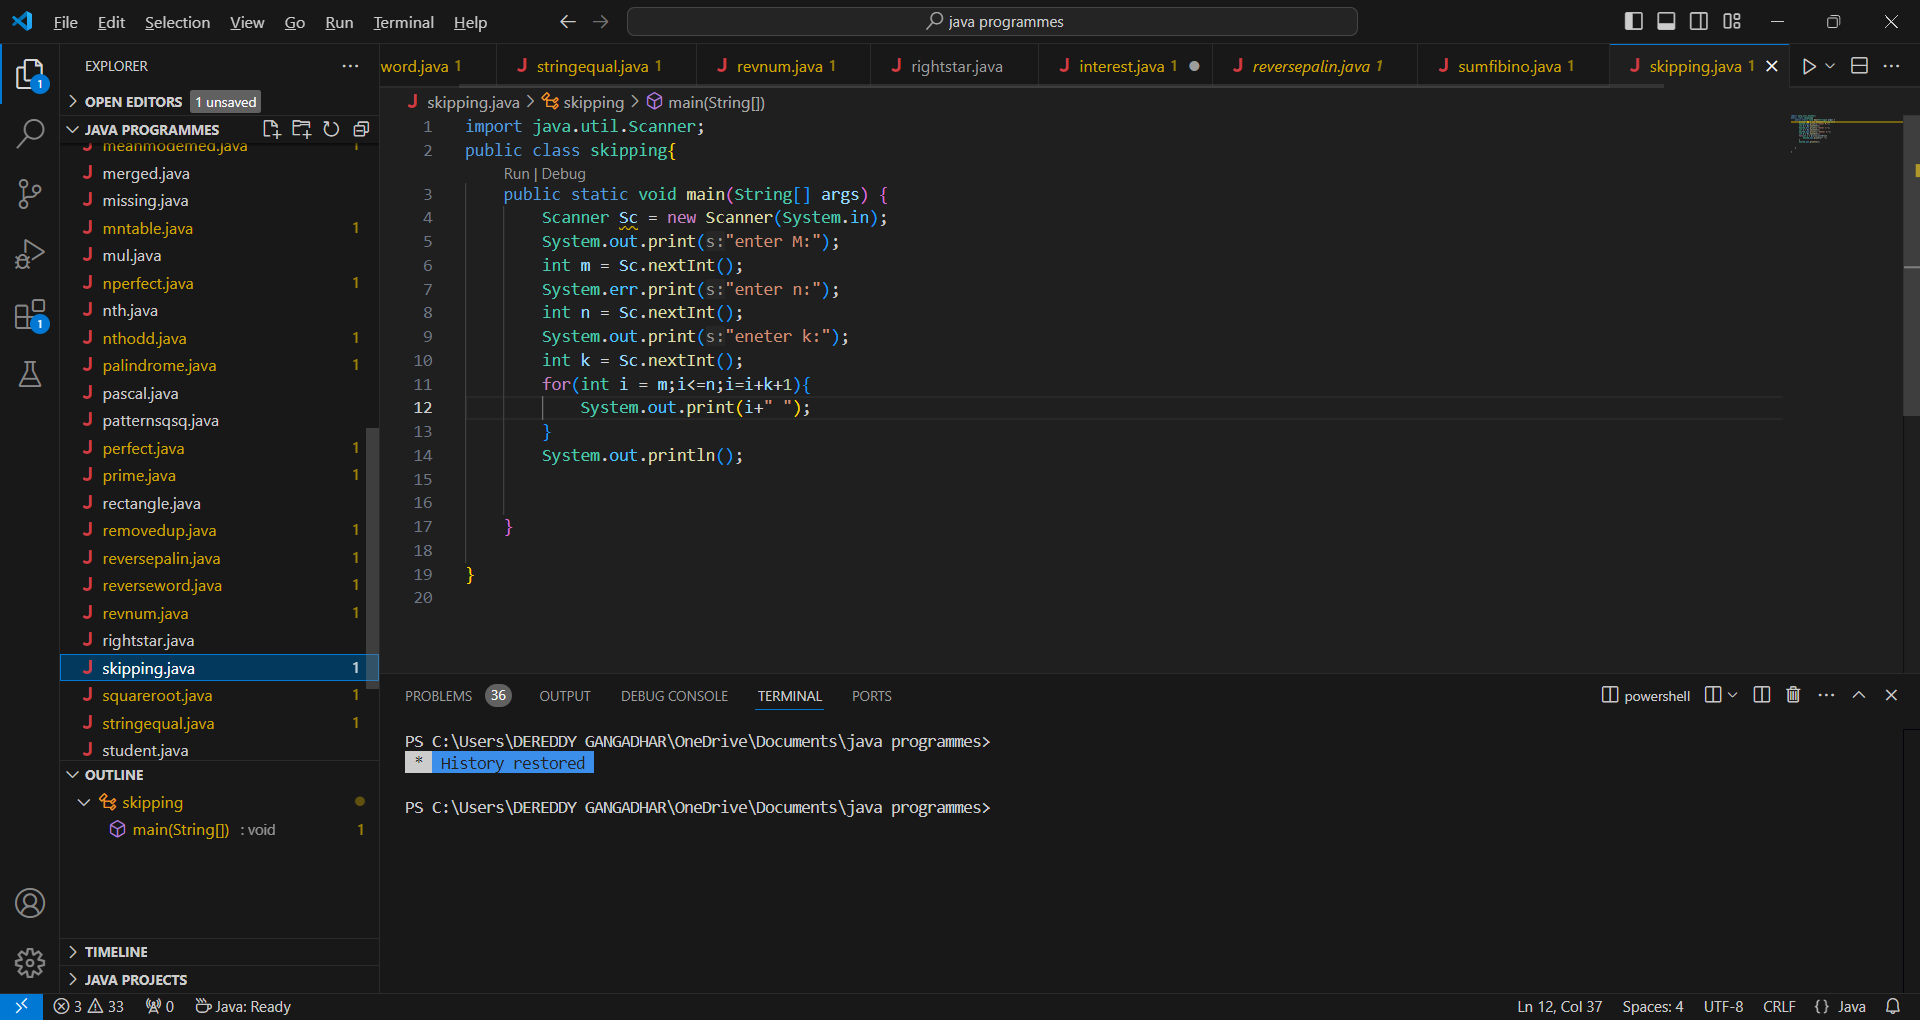 File Edit Selection View Go Run Terminal Help
java programmes
EXPLORER
OPEN EDITORS 1 unsaved
JAVA PROGRAMMES
meanmodemed.java 1
merged.java
missing.java
mntable.java 1
mul.java
nperfect.java 1
nth.java
nthodd.java 1
palindrome.java 1
pascal.java
patternsqsq.java
perfect.java 1
prime.java 1
rectangle.java
removedup.java 1
reversepalin.java 1
reverseword.java 1
revnum.java 1
rightstar.java
skipping.java 1
squareroot.java 1
stringequal.java 1
student.java
OUTLINE
skipping
main(String[]) : void 1
TIMELINE
JAVA PROJECTS
word.java 1 stringequal.java 1 revnum.java 1 rightstar.java interest.java 1 reversepalin.java 1 sumfibino.java 1 skipping.java 1
skipping.java > skipping > main(String[])
1 import java.util.Scanner;
2 public class skipping{
Run | Debug
3 public static void main(String[] args) {
4 Scanner Sc = new Scanner(System.in);
5 System.out.print(s:"enter M:");
6 int m = Sc.nextInt();
7 System.err.print(s:"enter n:");
8 int n = Sc.nextInt();
9 System.out.print(s:"eneter k:");
10 int k = Sc.nextInt();
11 for(int i = m;i<=n;i=i+k+1){
12 System.out.print(i+" ");
13 }
14 System.out.println();
15
16
17 }
18
19 }
20
PROBLEMS 36 OUTPUT DEBUG CONSOLE TERMINAL PORTS
powershell
PS C:\Users\DEREDDY GANGADHAR\OneDrive\Documents\java programmes>
* History restored
PS C:\Users\DEREDDY GANGADHAR\OneDrive\Documents\java programmes>
3 33 0 Java: Ready
Ln 12, Col 37 Spaces: 4 UTF-8 CRLF {} Java